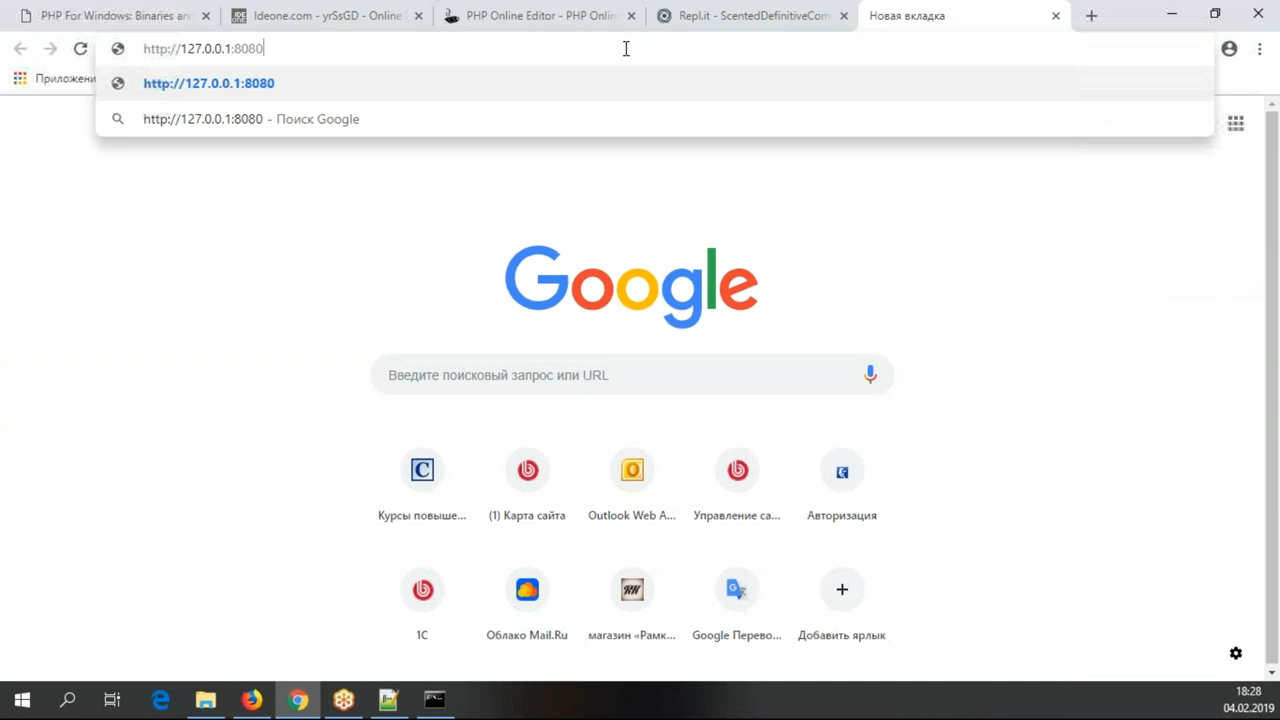 PHP For Windows: Binaries and
Ideone.com - yrSsGD - Online
PHP Online Editor - PHP Onlin
Repl.it - ScentedDefinitiveCom
Новая вкладка
http://127.0.0.1:8080
Приложени
http://127.0.0.1:8080
http://127.0.0.1:8080 - Поиск Google
Google
Введите поисковый запрос или URL
Курсы повыше...
(1) Карта сайта
Outlook Web A...
Управление са...
Авторизация
1С
Облако Mail.Ru
магазин «Рамк...
Google Перево...
Добавить ярлык
18:28
04.02.2019